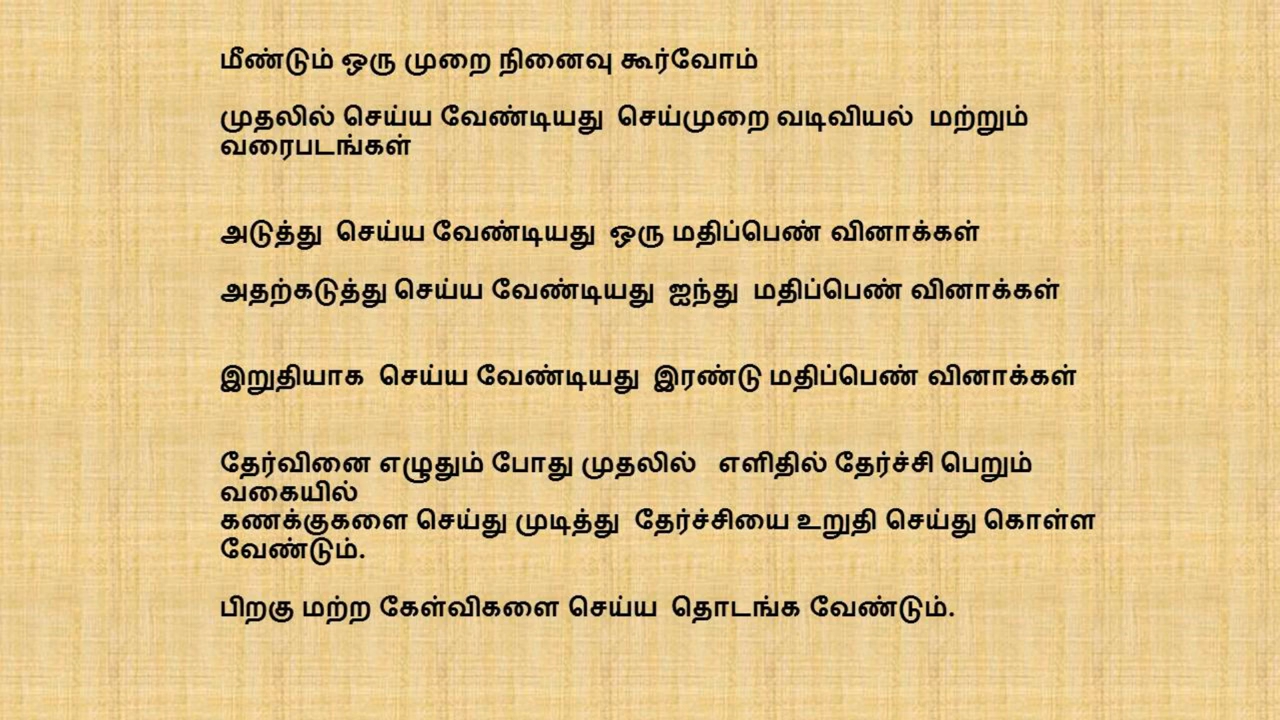 மீண்டும் ஒரு முறை நினைவு கூர்வோம்
முதலில் செய்ய வேண்டியது செய்முறை வடிவியல் மற்றும்
வரைபடங்கள்
அடுத்து செய்ய வேண்டியது ஒரு மதிப்பெண் வினாக்கள்
அதற்கடுத்து செய்ய வேண்டியது ஐந்து மதிப்பெண் வினாக்கள்
இறுதியாக செய்ய வேண்டியது இரண்டு மதிப்பெண் வினாக்கள்
தேர்வினை எழுதும் போது முதலில் எளிதில் தேர்ச்சி பெறும்
வகையில்
கணக்குகளை செய்து முடித்து தேர்ச்சியை உறுதி செய்து கொள்ள
வேண்டும்.
பிறகு மற்ற கேள்விகளை செய்ய தொடங்க வேண்டும்.